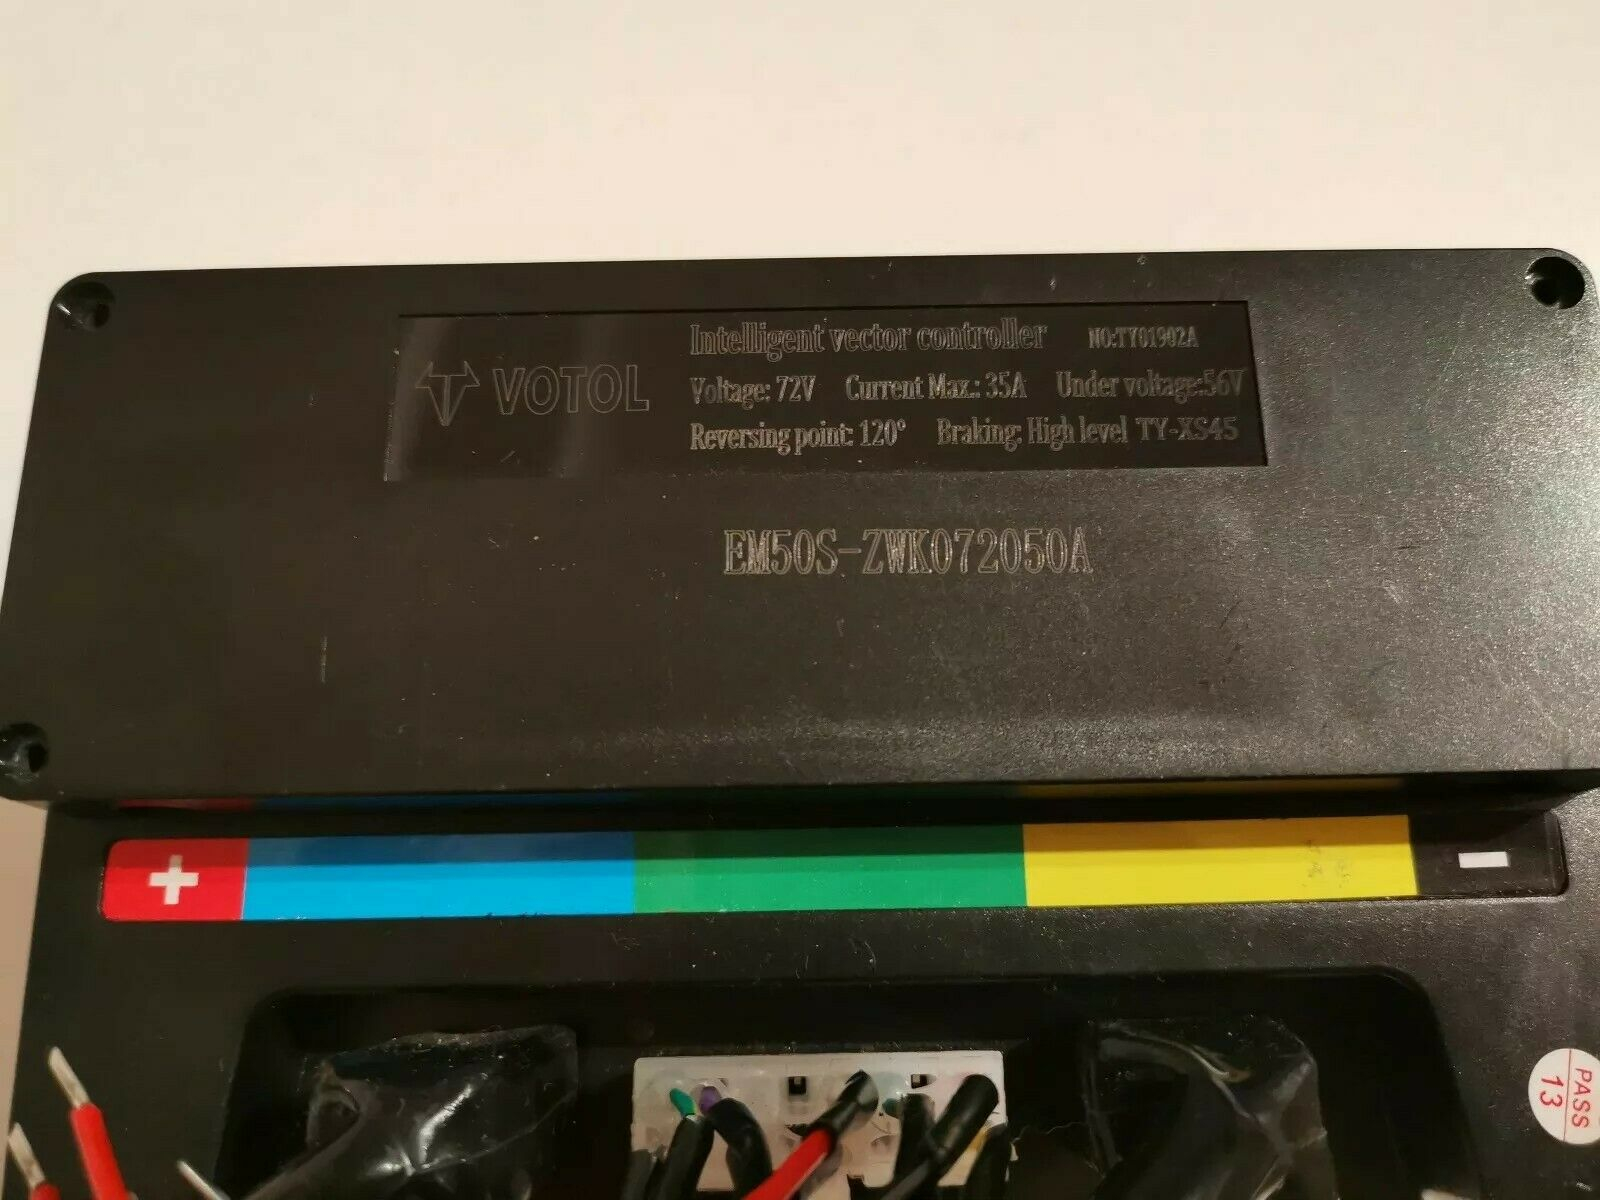 VOTOL
Intelligent vector controller NO:TY01902A
Voltage: 72V Current Max.: 35A Under voltage:56V
Reversing point: 120° Braking: High level TY-XS45
EM50S-ZWK072050A
+ -
PASS
13